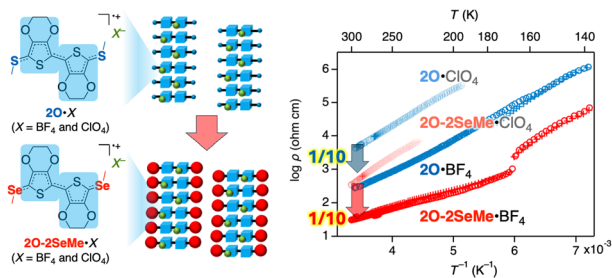 •+
X⁻
O
O
S
S
S
S
O
O
2O•X
(X = BF₄ and ClO₄)
•+
X⁻
O
O
Se
S
S
Se
O
O
2O-2SeMe•X
(X = BF₄ and ClO₄)
T (K)
300 250 200 180 160 140
log ρ (ohm cm)
6
5
4
3
2
1
2O•ClO₄
2O-2SeMe•ClO₄
1/10
2O•BF₄
1/10
2O-2SeMe•BF₄
4 5 6 7 ×10⁻³
T⁻¹ (K⁻¹)